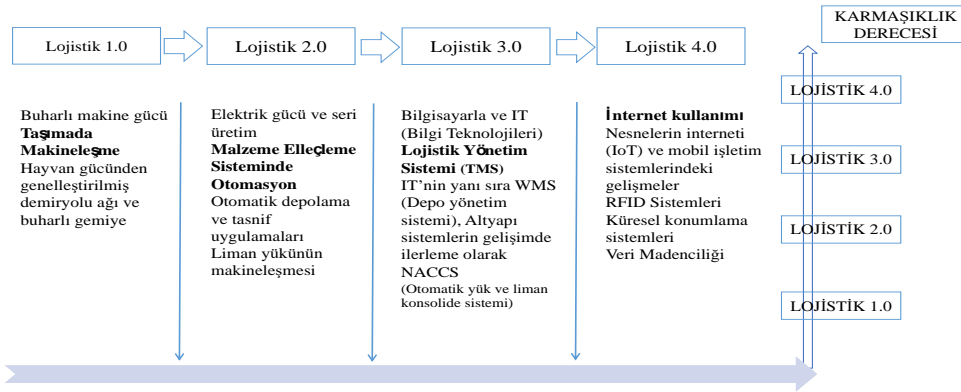 Lojistik 1.0
Lojistik 2.0
Lojistik 3.0
Lojistik 4.0
KARMAŞIKLIK
DERECESİ
Buharlı makine gücü
Taşımada
Makineleşme
Hayvan gücünden
genelleştirilmiş
demiryolu ağı ve
buharlı gemiye
Elektrik gücü ve seri
üretim
Malzeme Elleçleme
Sisteminde
Otomasyon
Otomatik depolama
ve tasnif
uygulamaları
Liman yükünün
makineleşmesi
Bilgisayarla ve IT
(Bilgi Teknolojileri)
Lojistik Yönetim
Sistemi (TMS)
IT’nin yanı sıra WMS
(Depo yönetim
sistemi), Altyapı
sistemlerin gelişimde
ilerleme olarak
NACCS
(Otomatik yük ve liman
konsolide sistemi)
İnternet kullanımı
Nesnelerin interneti
(IoT) ve mobil işletim
sistemlerindeki
gelişmeler
RFID Sistemleri
Küresel konumlama
sistemleri
Veri Madenciliği
LOJİSTİK 4.0
LOJİSTİK 3.0
LOJİSTİK 2.0
LOJİSTİK 1.0